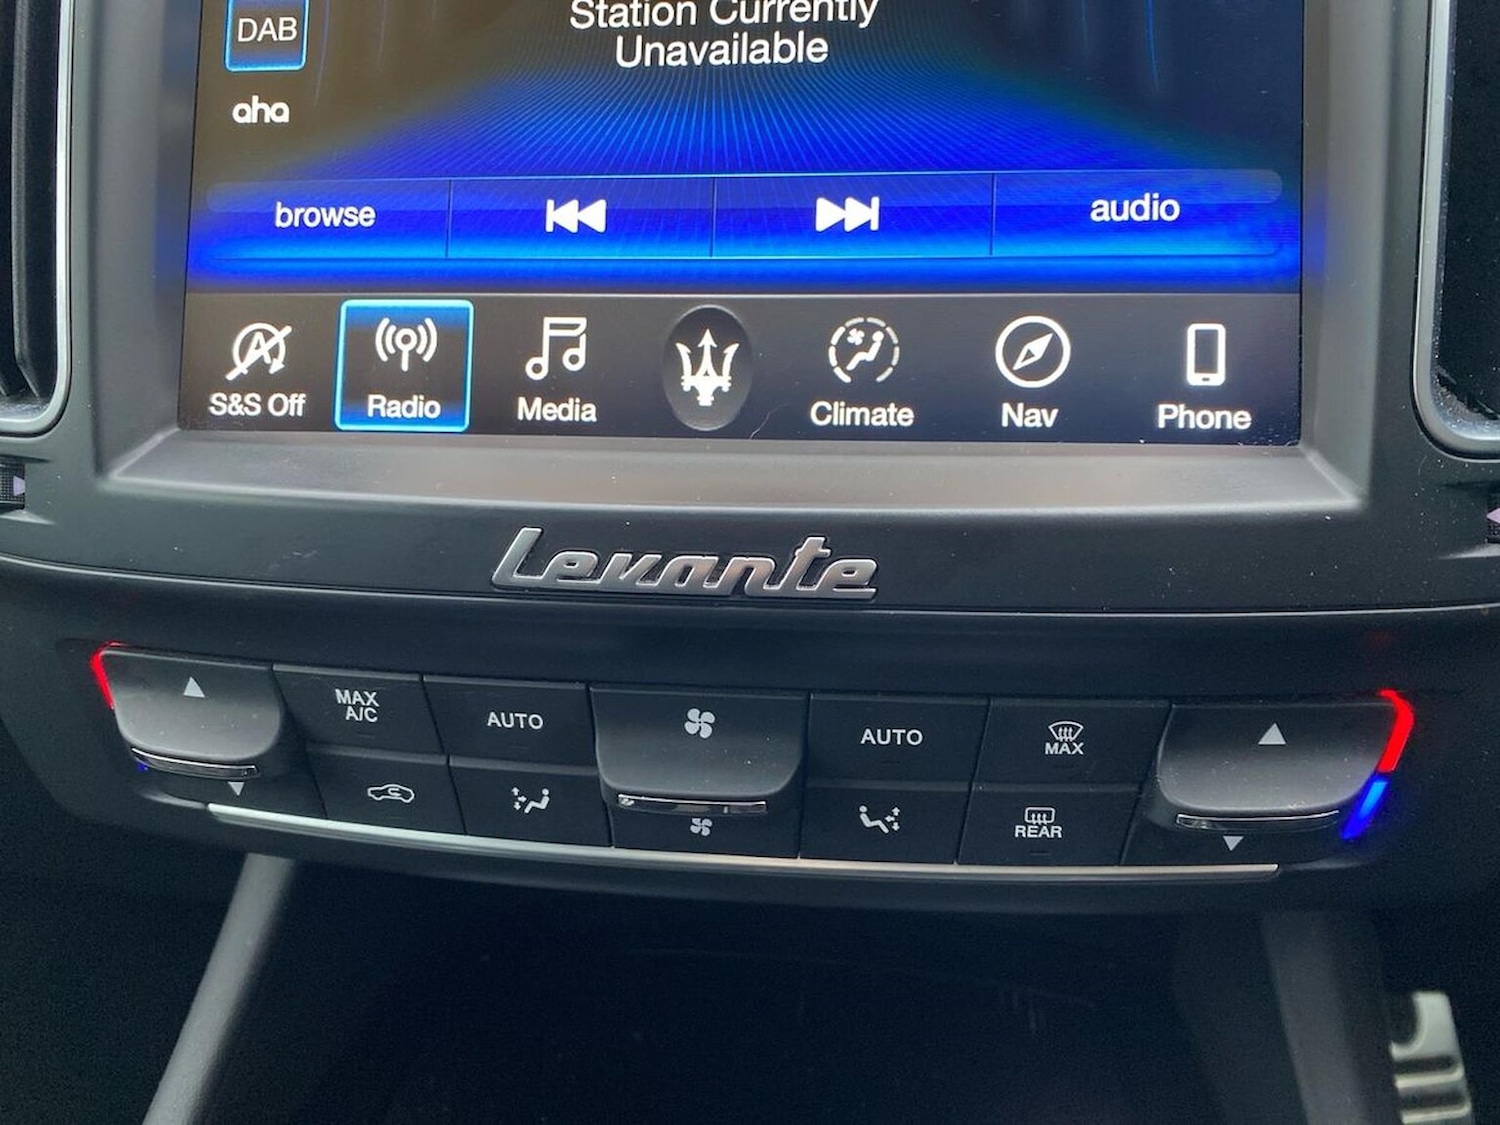 DAB
Station Currently
Unavailable
aha
browse
audio
S&S Off
Radio
Media
Climate
Nav
Phone
Levante
MAX
A/C
AUTO
AUTO
MAX
REAR